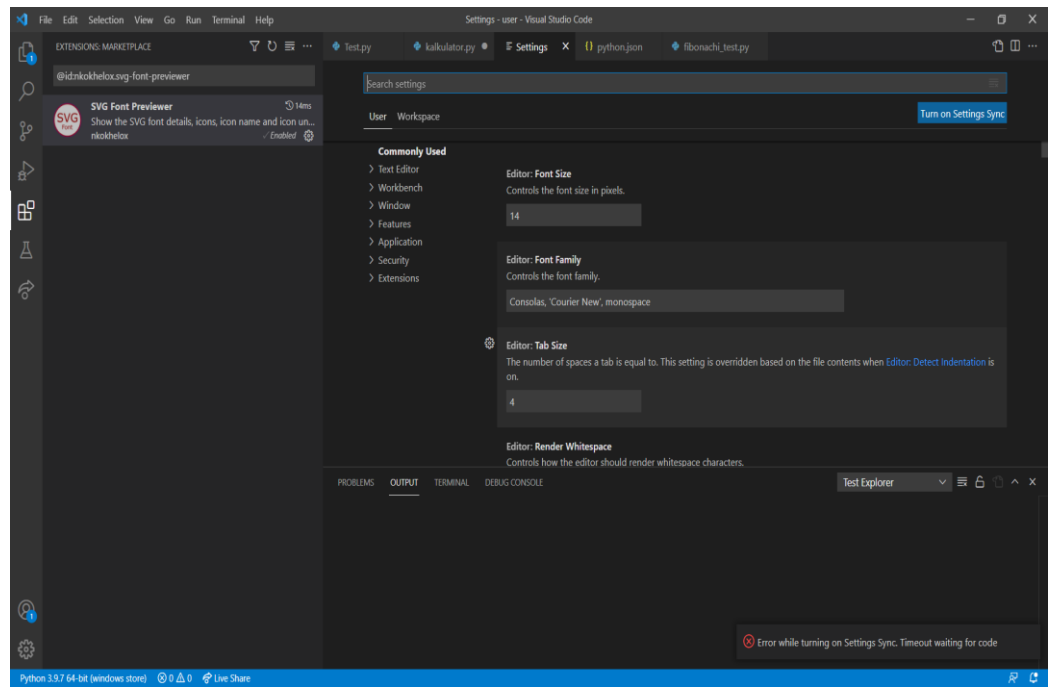 File Edit Selection View Go Run Terminal Help
Settings - user - Visual Studio Code
EXTENSIONS: MARKETPLACE
@id:nkokhelox.svg-font-previewer
SVG Font
SVG Font Previewer 14ms
Show the SVG font details, icons, icon name and icon un...
nkokhelox ✓ Enabled
1
Test.py kalkulator.py Settings {} python.json fibonachi_test.py
Search settings
User Workspace
Turn on Settings Sync
Commonly Used
Text Editor
Workbench
Window
Features
Application
Security
Extensions
Editor: Font Size
Controls the font size in pixels.
14
Editor: Font Family
Controls the font family.
Consolas, 'Courier New', monospace
Editor: Tab Size
The number of spaces a tab is equal to. This setting is overridden based on the file contents when Editor: Detect Indentation is
on.
4
Editor: Render Whitespace
Controls how the editor should render whitespace characters.
PROBLEMS OUTPUT TERMINAL DEBUG CONSOLE
Test Explorer
Error while turning on Settings Sync. Timeout waiting for code
1
Python 3.9.7 64-bit (windows store) 0 0 Live Share